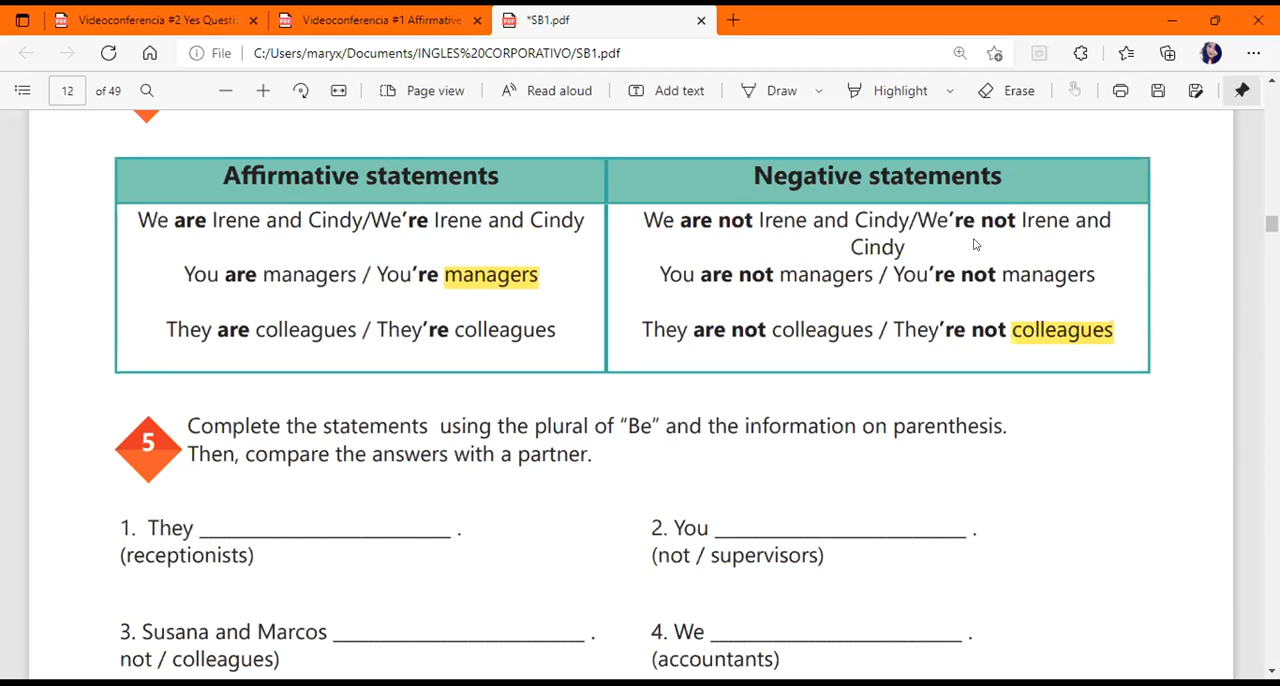 Videoconferencia #2 Yes Questi
Videoconferencia #1 Affirmative
*SB1.pdf
File
C:/Users/maryx/Documents/INGLES%20CORPORATIVO/SB1.pdf
12 of 49
Page view
Read aloud
Add text
Draw
Highlight
Erase
Affirmative statements
Negative statements
We are Irene and Cindy/We're Irene and Cindy
We are not Irene and Cindy/We're not Irene and
Cindy
You are managers / You're managers
You are not managers / You're not managers
They are colleagues / They're colleagues
They are not colleagues / They're not colleagues
5
Complete the statements using the plural of “Be” and the information on parenthesis.
Then, compare the answers with a partner.
1. They ______________________ .
(receptionists)
2. You ______________________ .
(not / supervisors)
3. Susana and Marcos ______________________ .
not / colleagues)
4. We ______________________ .
(accountants)